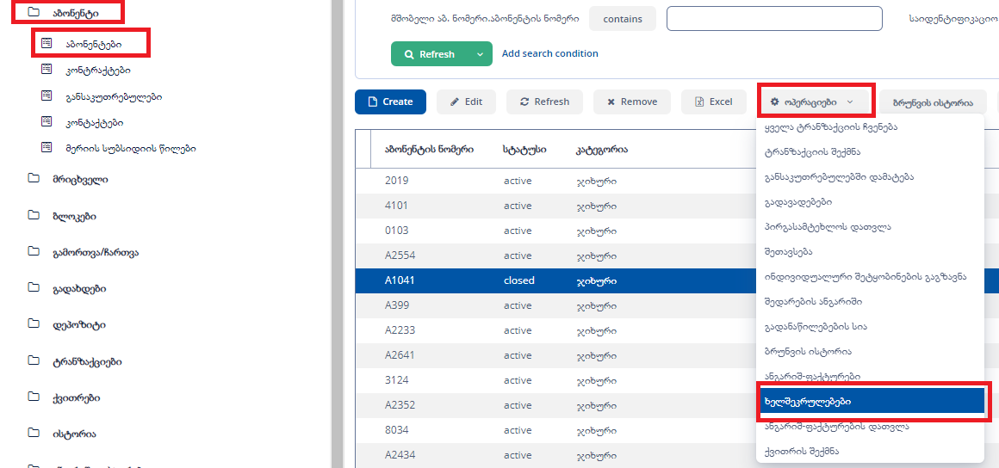 აბონენტი
აბონენტები
კონტრაქტები
განსაკუთრებულები
კონტაქტები
მერიის სუბსიდიის წილები
მრიცხველი
ბლოკები
გამორთვა/ჩართვა
გადახდები
დეპოზიტი
ტრანზაქციები
ქვითრები
ისტორია
მშობელი აბ. ნომერი.აბონენტის ნომერი contains საიდენტიფიკაციო
Refresh Add search condition
Create Edit Refresh Remove Excel ოპერაციები ბრუნვის ისტორია
აბონენტის ნომერი სტატუსი კატეგორია
2019 active ჯიხური
4101 active ჯიხური
0103 active ჯიხური
A2554 active ჯიხური
A1041 closed ჯიხური
A399 active ჯიხური
A2233 active ჯიხური
A2641 active ჯიხური
3124 active ჯიხური
A2352 active ჯიხური
8034 active ჯიხური
A2434 active ჯიხური
ყველა ტრანზაქციის ჩვენება
ტრანზაქციის შექმნა
განსაკუთრებულებში დამატება
გადავადებები
პირგასამტეხლოს დათვლა
შეთავსება
ინდივიდუალური შეტყობინების გაგზავნა
შედარების ანგარიში
გადანაწილებების სია
ბრუნვის ისტორია
ანგარიშ-ფაქტურები
ხელშეკრულებები
ანგარიშ-ფაქტურების დათვლა
ქვითრის შექმნა